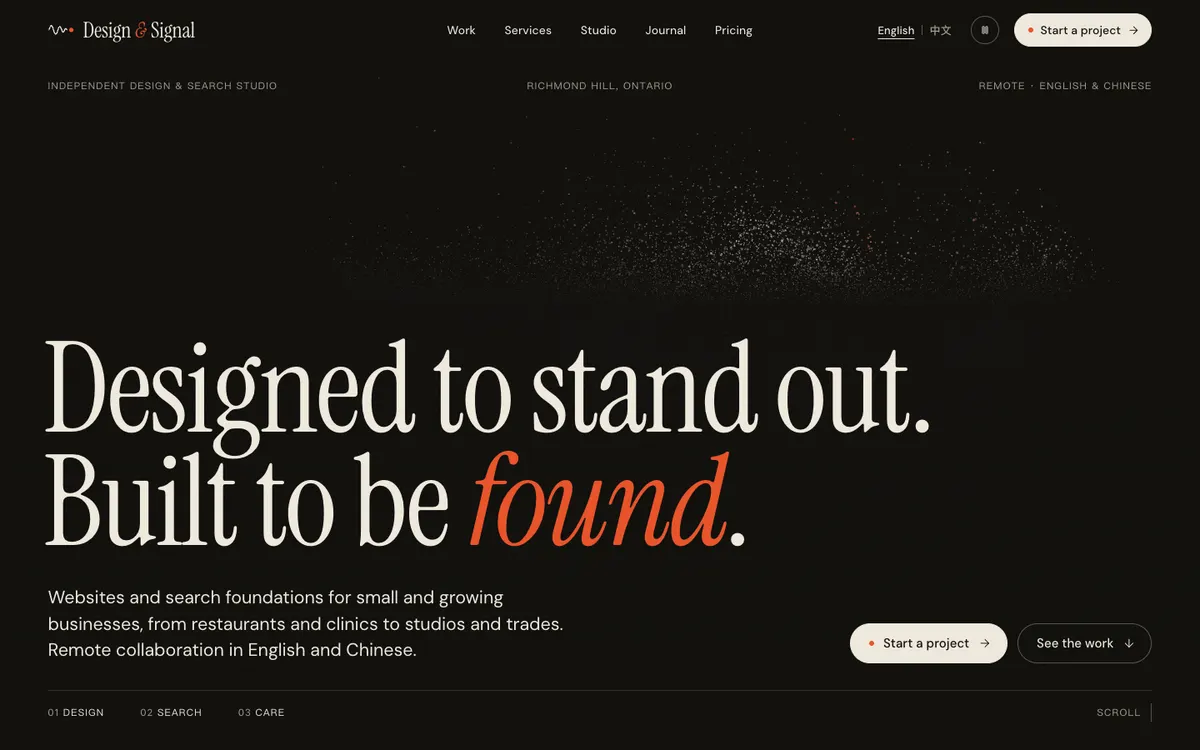 Design & Signal
Work
Services
Studio
Journal
Pricing
English | 中文
Start a project →
INDEPENDENT DESIGN & SEARCH STUDIO
RICHMOND HILL, ONTARIO
REMOTE · ENGLISH & CHINESE
Designed to stand out.
Built to be found.
Websites and search foundations for small and growing
businesses, from restaurants and clinics to studios and trades.
Remote collaboration in English and Chinese.
Start a project →
See the work ↓
01 DESIGN
02 SEARCH
03 CARE
SCROLL